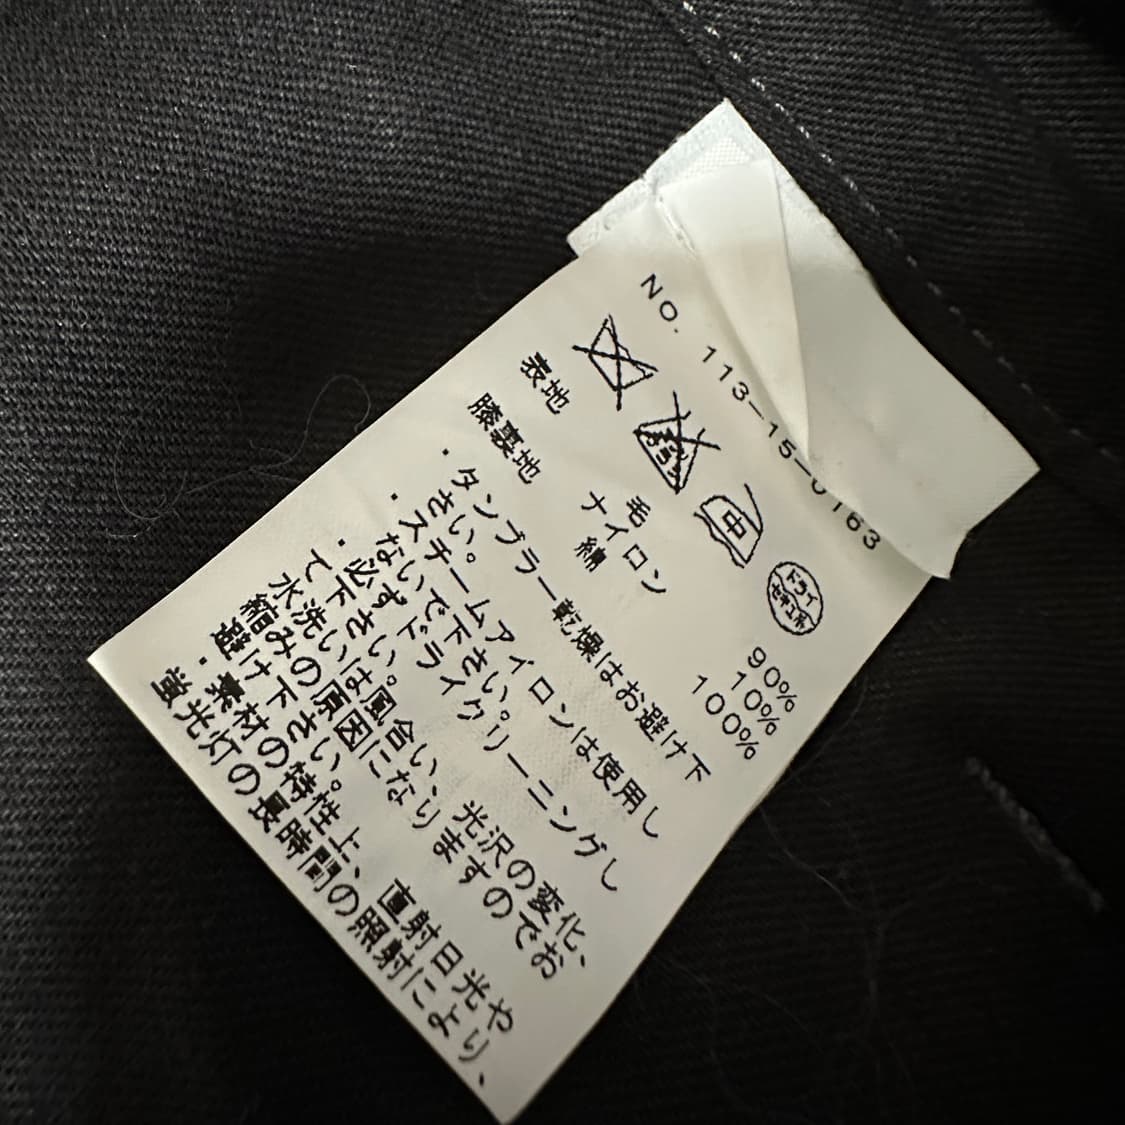 NO. 113-15-0163
中
ドライ
セキユ系
表地 毛 90%
ナイロン 10%
膝裏地 100%
・タンブラー乾燥はお避け下
さい。
・スチームアイロンは使用し
ないで下さい。
・必ずドライクリーニングし
て下さい。
水洗いは風合い、光沢の変化、
縮みの原因になりますのでお
避け下さい。
・素材の特性上、直射日光や
蛍光灯の長時間の照射により、